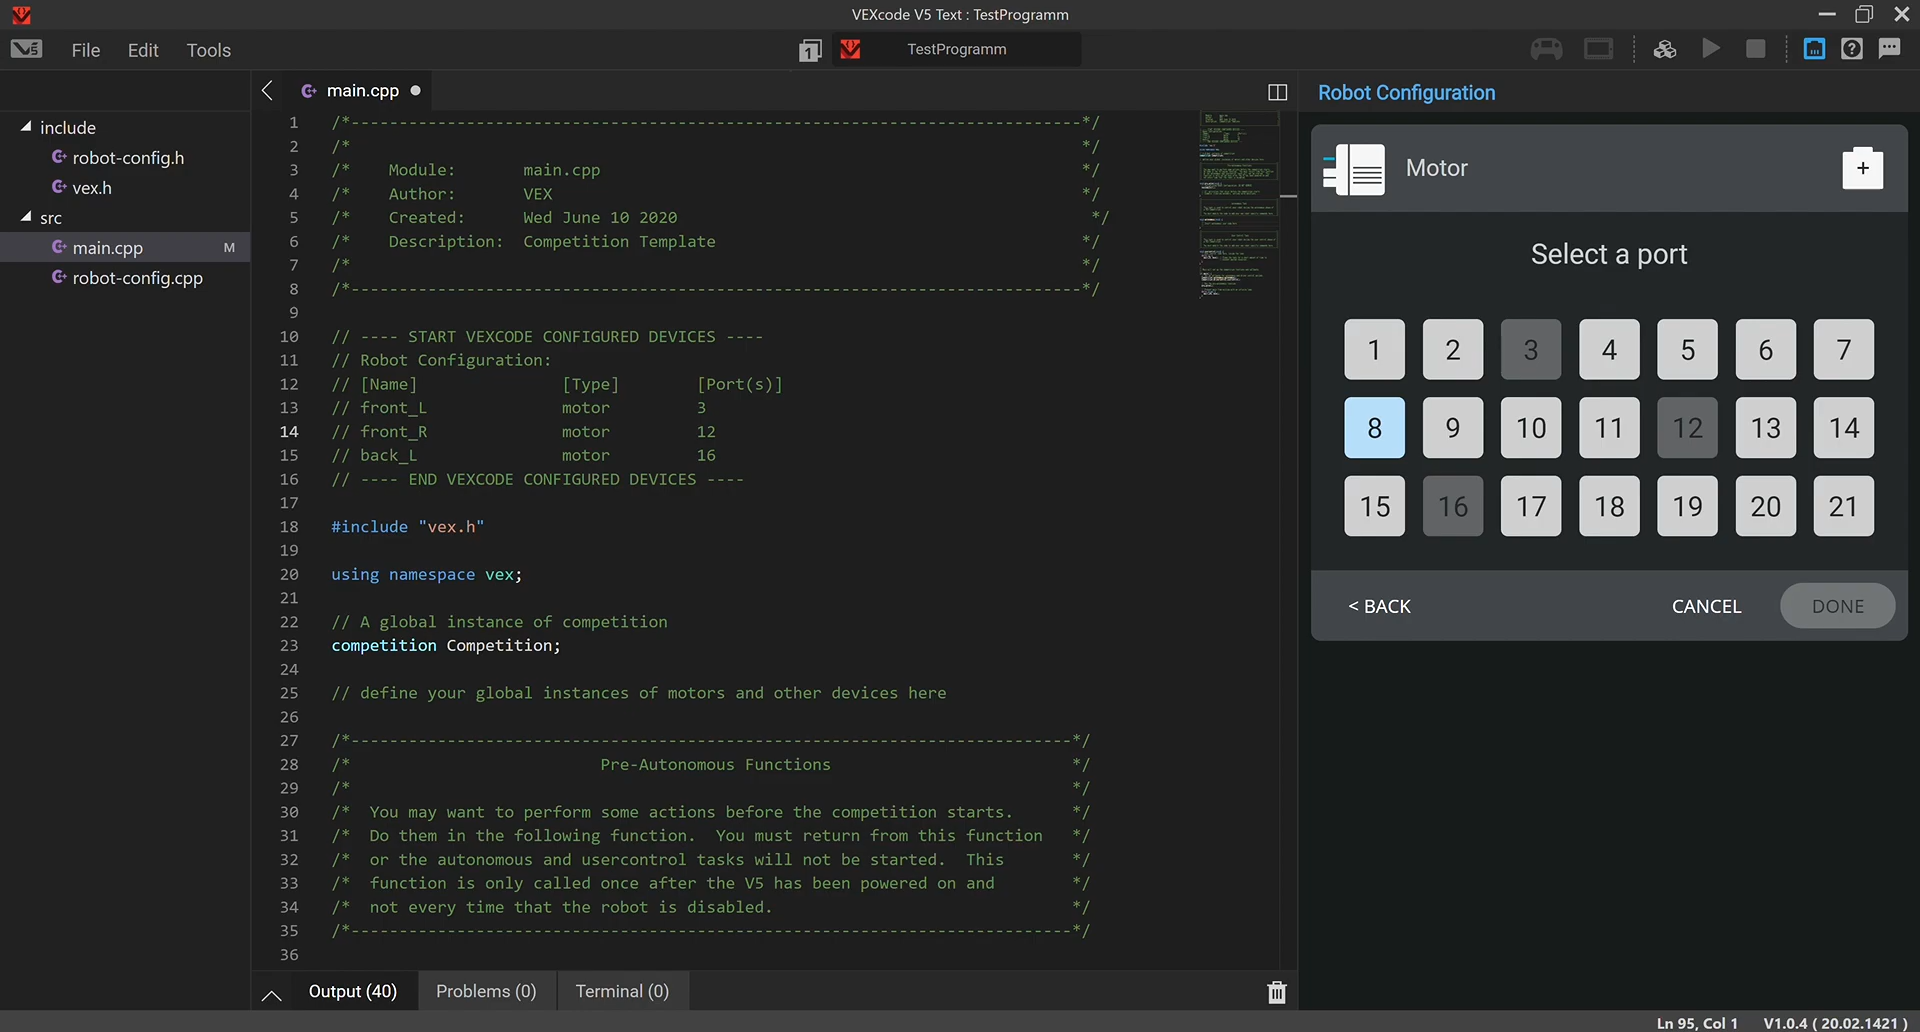 VEXcode V5 Text : TestProgramm
V5 File Edit Tools
1 TestProgramm
main.cpp
Robot Configuration
include
robot-config.h
vex.h
src
main.cpp M
robot-config.cpp
1 /*----------------------------------------------------------------------------*/
2 /* */
3 /* Module: main.cpp */
4 /* Author: VEX */
5 /* Created: Wed June 10 2020 */
6 /* Description: Competition Template */
7 /* */
8 /*----------------------------------------------------------------------------*/
9
10 // ---- START VEXCODE CONFIGURED DEVICES ----
11 // Robot Configuration:
12 // [Name] [Type] [Port(s)]
13 // front_L motor 3
14 // front_R motor 12
15 // back_L motor 16
16 // ---- END VEXCODE CONFIGURED DEVICES ----
17
18 #include "vex.h"
19
20 using namespace vex;
21
22 // A global instance of competition
23 competition Competition;
24
25 // define your global instances of motors and other devices here
26
27 /*---------------------------------------------------------------------------*/
28 /* Pre-Autonomous Functions */
29 /* */
30 /* You may want to perform some actions before the competition starts. */
31 /* Do them in the following function. You must return from this function */
32 /* or the autonomous and usercontrol tasks will not be started. This */
33 /* function is only called once after the V5 has been powered on and */
34 /* not every time that the robot is disabled. */
35 /*---------------------------------------------------------------------------*/
36
Motor +
Select a port
1 2 3 4 5 6 7
8 9 10 11 12 13 14
15 16 17 18 19 20 21
< BACK CANCEL DONE
Output (40) Problems (0) Terminal (0)
Ln 95, Col 1 V1.0.4 ( 20.02.1421 )